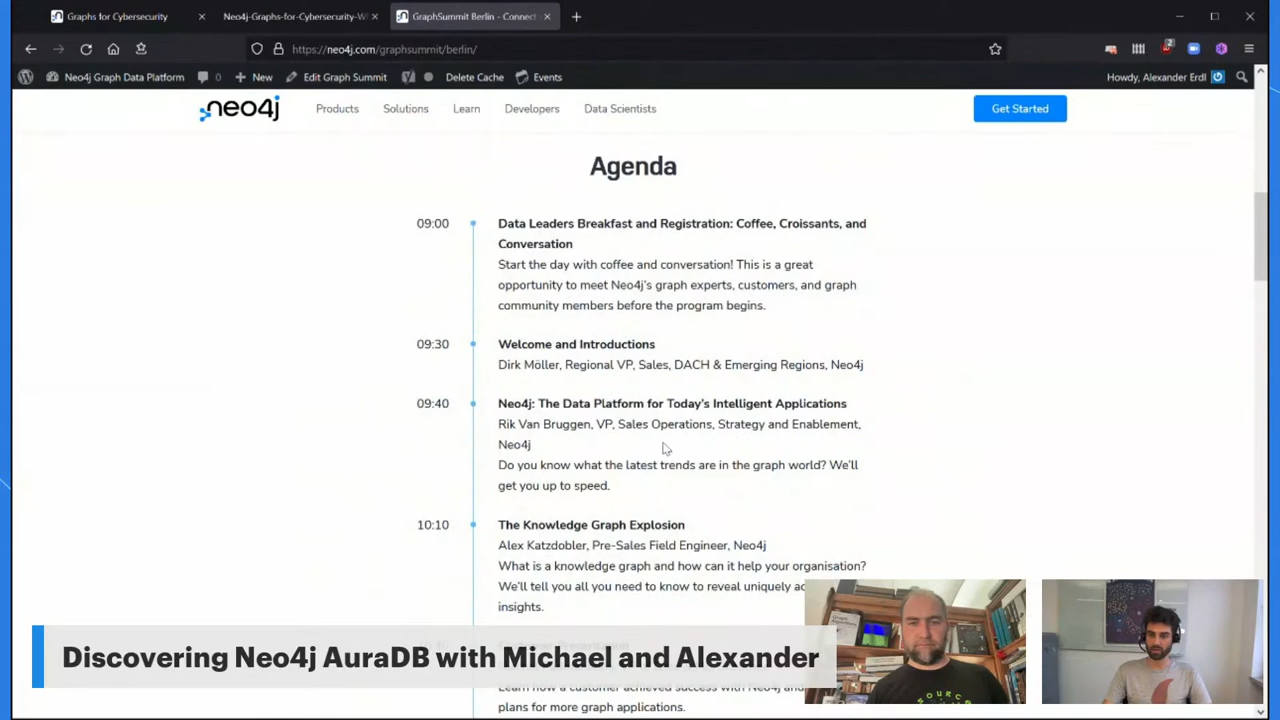 Graphs for Cybersecurity
Neo4j-Graphs-for-Cybersecurity-W
GraphSummit Berlin - Connect
https://neo4j.com/graphsummit/berlin/
2
Neo4j Graph Data Platform
0
New
Edit Graph Summit
Delete Cache
Events
Howdy, Alexander Erdl
neo4j
Products
Solutions
Learn
Developers
Data Scientists
Get Started
Agenda
09:00
Data Leaders Breakfast and Registration: Coffee, Croissants, and
Conversation
Start the day with coffee and conversation! This is a great
opportunity to meet Neo4j's graph experts, customers, and graph
community members before the program begins.
09:30
Welcome and Introductions
Dirk Möller, Regional VP, Sales, DACH & Emerging Regions, Neo4j
09:40
Neo4j: The Data Platform for Today's Intelligent Applications
Rik Van Bruggen, VP, Sales Operations, Strategy and Enablement,
Neo4j
Do you know what the latest trends are in the graph world? We'll
get you up to speed.
10:10
The Knowledge Graph Explosion
Alex Katzdobler, Pre-Sales Field Engineer, Neo4j
What is a knowledge graph and how can it help your organisation?
We'll tell you all you need to know to reveal uniquely
insights.
Discovering Neo4j AuraDB with Michael and Alexander
Learn how a customer achieved success with Neo4j and
plans for more graph applications.